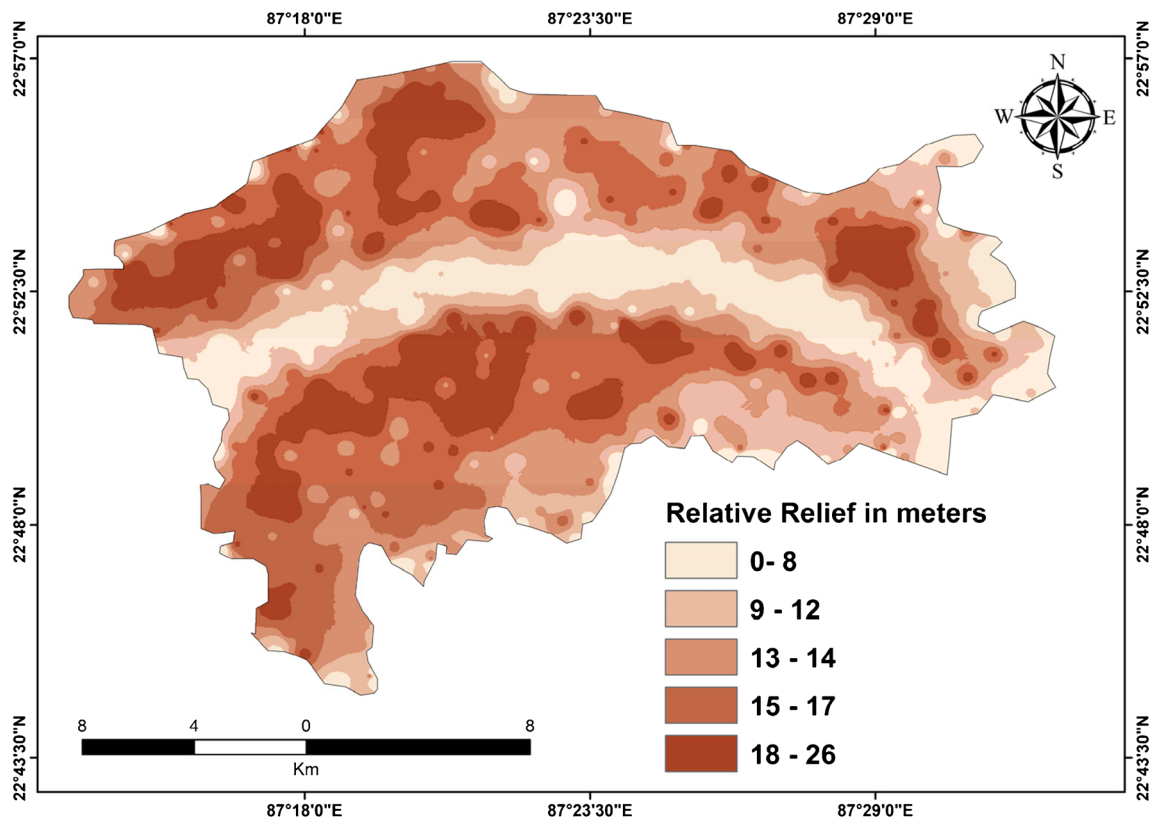 87°18'0"E 87°23'30"E 87°29'0"E
22°57'0"N 22°57'0"N
N
W E
S
22°52'30"N 22°52'30"N
22°48'0"N 22°48'0"N
Relative Relief in meters
0- 8
9 - 12
13 - 14
15 - 17
18 - 26
8 4 0 8
Km
22°43'30"N 22°43'30"N
87°18'0"E 87°23'30"E 87°29'0"E